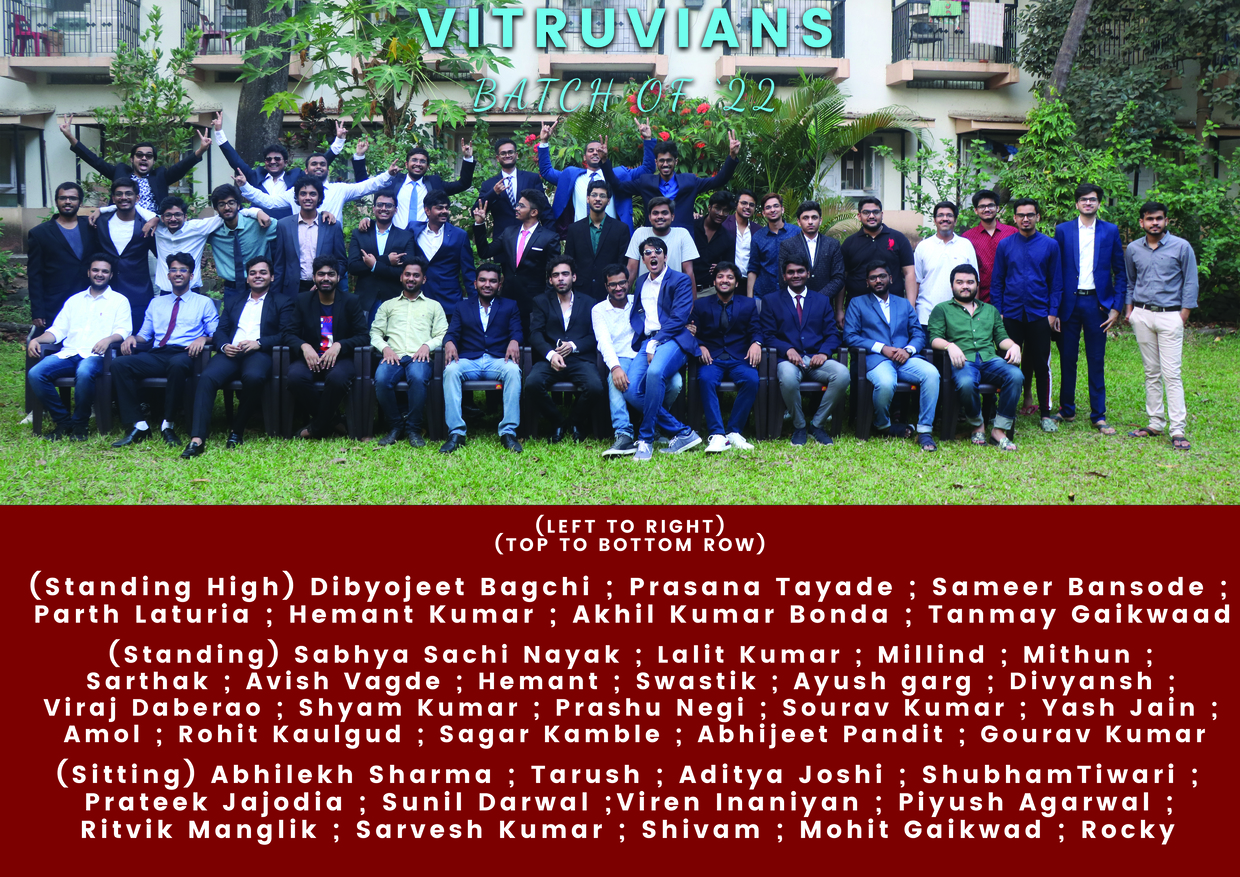 VITRUVIANS
BATCH OF '22
(LEFT TO RIGHT)
(TOP TO BOTTOM ROW)
(Standing High) Dibyojeet Bagchi ; Prasana Tayade ; Sameer Bansode ;
Parth Laturia ; Hemant Kumar ; Akhil Kumar Bonda ; Tanmay Gaikwaad
(Standing) Sabhya Sachi Nayak ; Lalit Kumar ; Millind ; Mithun ;
Sarthak ; Avish Vagde ; Hemant ; Swastik ; Ayush garg ; Divyansh ;
Viraj Daberao ; Shyam Kumar ; Prashu Negi ; Sourav Kumar ; Yash Jain ;
Amol ; Rohit Kaulgud ; Sagar Kamble ; Abhijeet Pandit ; Gourav Kumar
(Sitting) Abhilekh Sharma ; Tarush ; Aditya Joshi ; ShubhamTiwari ;
Prateek Jajodia ; Sunil Darwal ;Viren Inaniyan ; Piyush Agarwal ;
Ritvik Manglik ; Sarvesh Kumar ; Shivam ; Mohit Gaikwad ; Rocky